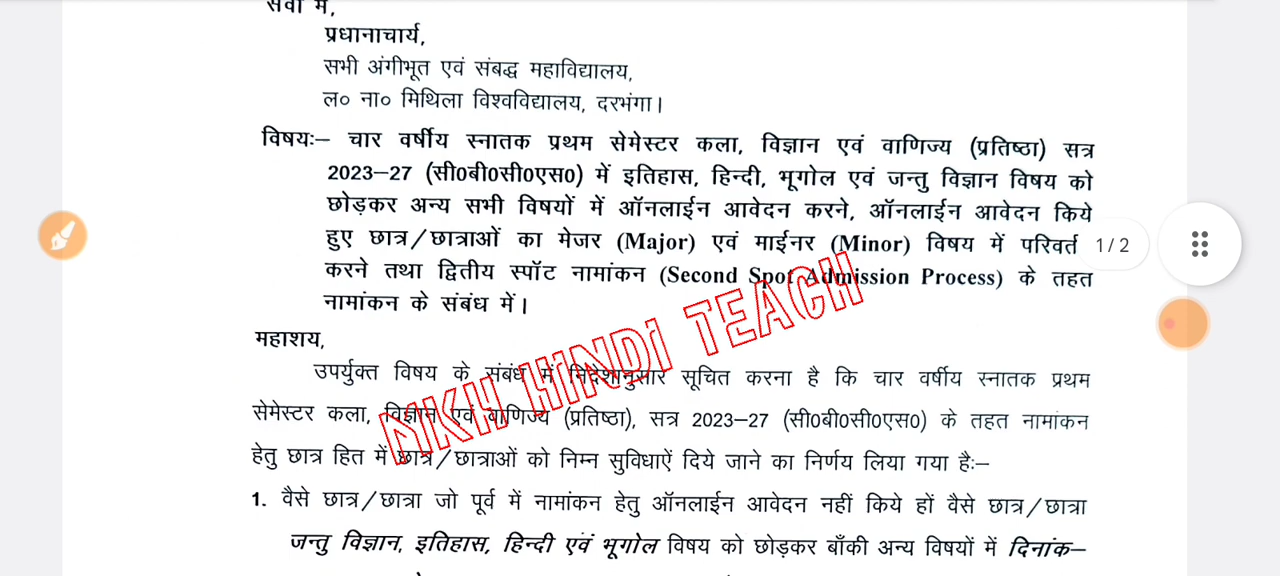 सेवा में,
प्रधानाचार्य,
सभी अंगीभूत एवं संबद्ध महाविद्यालय,
ल० ना० मिथिला विश्वविद्यालय, दरभंगा।
विषयः– चार वर्षीय स्नातक प्रथम सेमेस्टर कला, विज्ञान एवं वाणिज्य (प्रतिष्ठा) सत्र
2023–27 (सी0बी0सी0एस0) में इतिहास, हिन्दी, भूगोल एवं जन्तु विज्ञान विषय को
छोड़कर अन्य सभी विषयों में ऑनलाईन आवेदन करने, ऑनलाईन आवेदन किये
हुए छात्र/छात्राओं का मेजर (Major) एवं माईनर (Minor) विषय में परिवर्त
1 / 2
करने तथा द्वितीय स्पॉट नामांकन (Second Spot Admission Process) के तहत
नामांकन के संबंध में।
MKH HINDI TEACH
महाशय,
उपर्युक्त विषय के संबंध में निदेशानुसार सूचित करना है कि चार वर्षीय स्नातक प्रथम
सेमेस्टर कला, विज्ञान एवं वाणिज्य (प्रतिष्ठा), सत्र 2023–27 (सी0बी0सी0एस0) के तहत नामांकन
हेतु छात्र हित में छात्र/छात्राओं को निम्न सुविधाऐं दिये जाने का निर्णय लिया गया हैः–
1. वैसे छात्र/छात्रा जो पूर्व में नामांकन हेतु ऑनलाईन आवेदन नहीं किये हों वैसे छात्र/छात्रा
जन्तु विज्ञान, इतिहास, हिन्दी एवं भूगोल विषय को छोड़कर बाँकी अन्य विषयों में दिनांक–